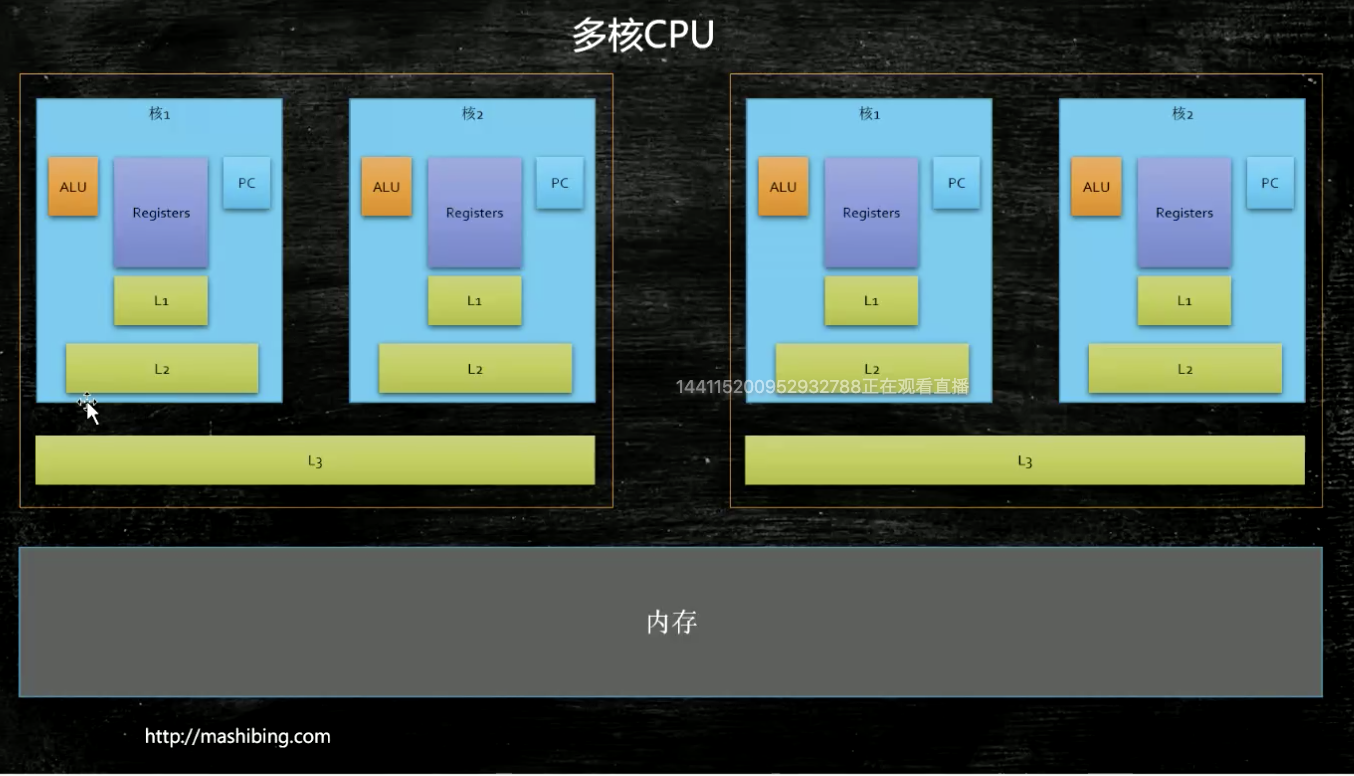 多核CPU
核1
核2
核1
核2
ALU
Registers
PC
ALU
Registers
PC
ALU
Registers
PC
ALU
Registers
PC
L1
L1
L1
L1
L2
L2
L2
L2
144115200952932788正在观看直播
L3
L3
内存
http://mashibing.com